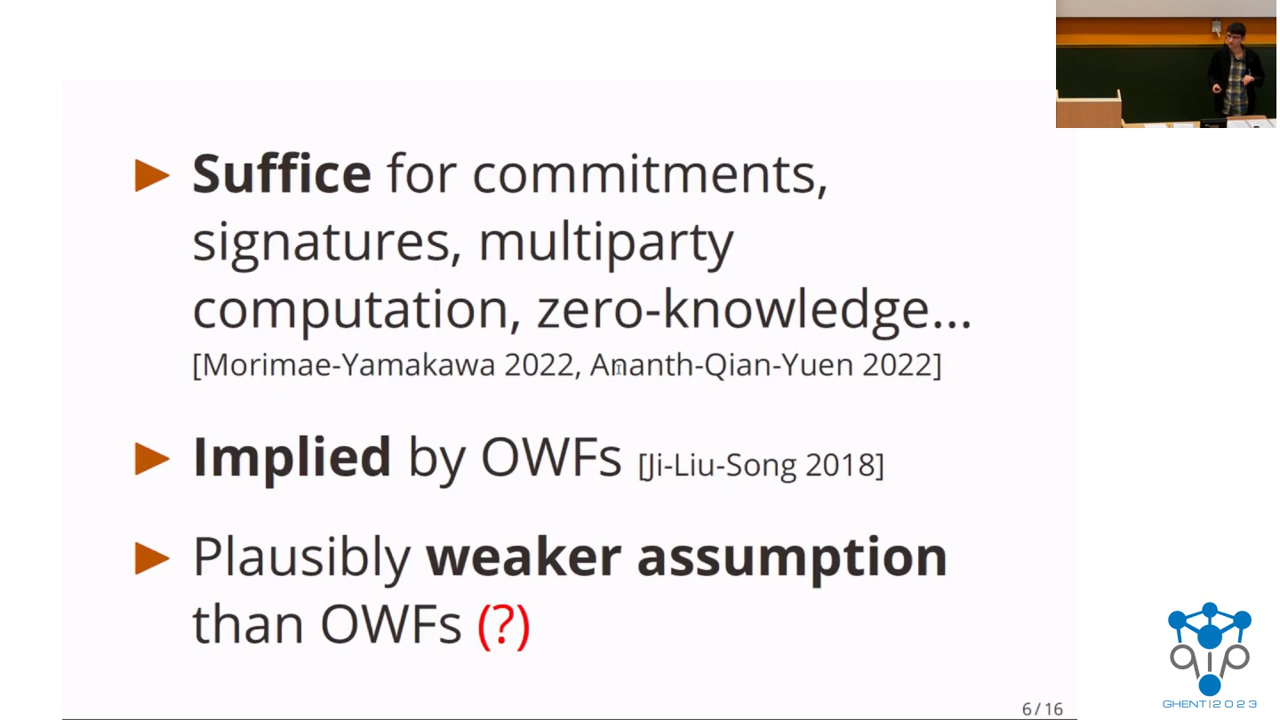 ► Suffice for commitments,
signatures, multiparty
computation, zero-knowledge...
[Morimae-Yamakawa 2022, Ananth-Qian-Yuen 2022]
► Implied by OWFs [Ji-Liu-Song 2018]
► Plausibly weaker assumption
than OWFs (?)
6 / 16
qip
GHENT|2023